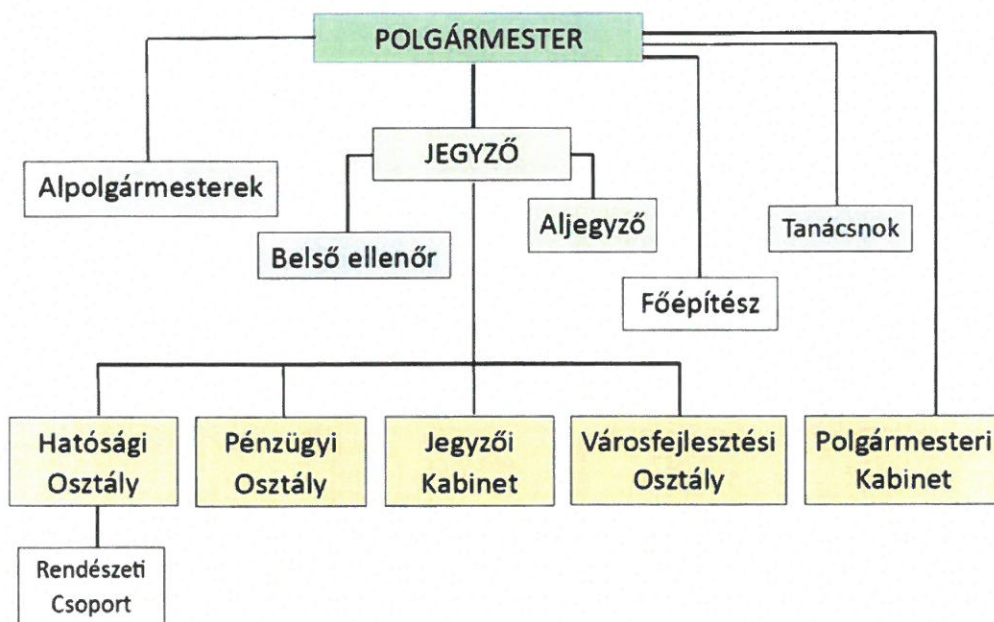 POLGÁRMESTER
JEGYZŐ
Alpolgármesterek
Aljegyző
Tanácsnok
Belső ellenőr
Főépítész
Hatósági
Osztály
Pénzügyi
Osztály
Jegyzői
Kabinet
Városfejlesztési
Osztály
Polgármesteri
Kabinet
Rendészeti
Csoport